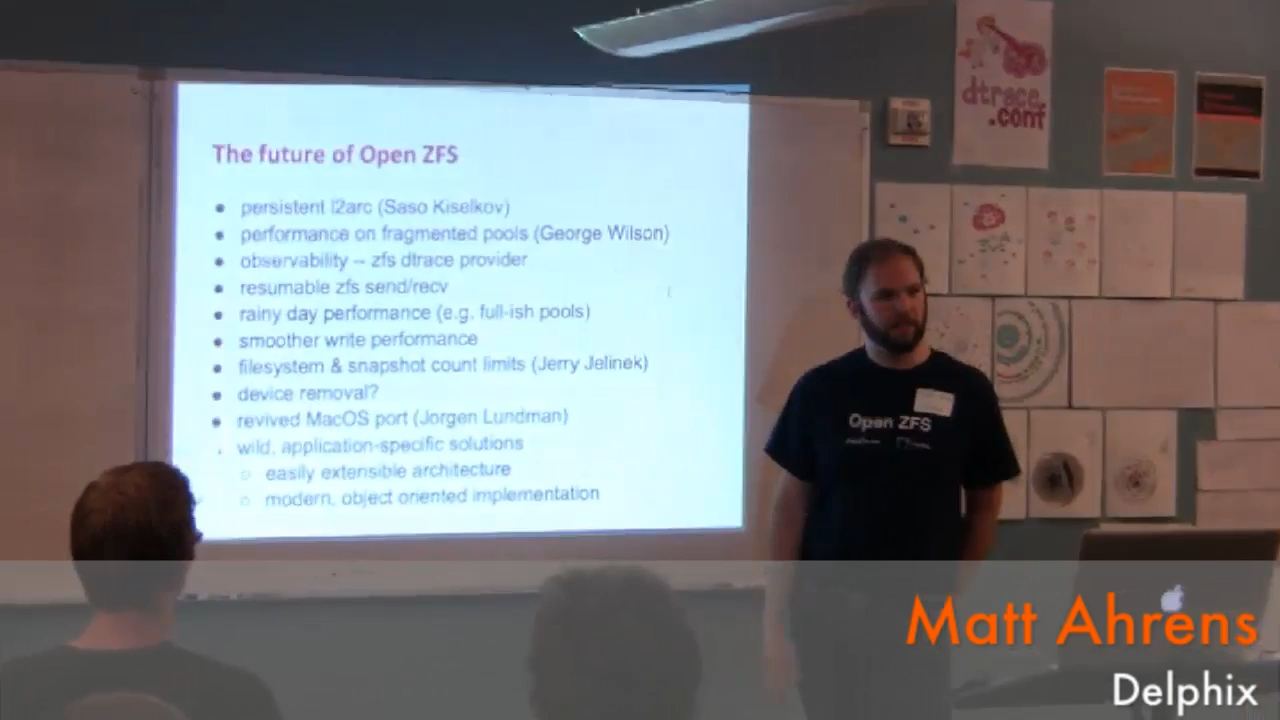 The future of Open ZFS
persistent l2arc (Saso Kiselkov)
performance on fragmented pools (George Wilson)
observability – zfs dtrace provider
resumable zfs send/recv
rainy day performance (e.g. full-ish pools)
smoother write performance
filesystem & snapshot count limits (Jerry Jelinek)
device removal?
revived MacOS port (Jorgen Lundman)
wild, application-specific solutions
easily extensible architecture
modern, object oriented implementation
dtrace
.conf
Open ZFS
Matt Ahrens
Delphix